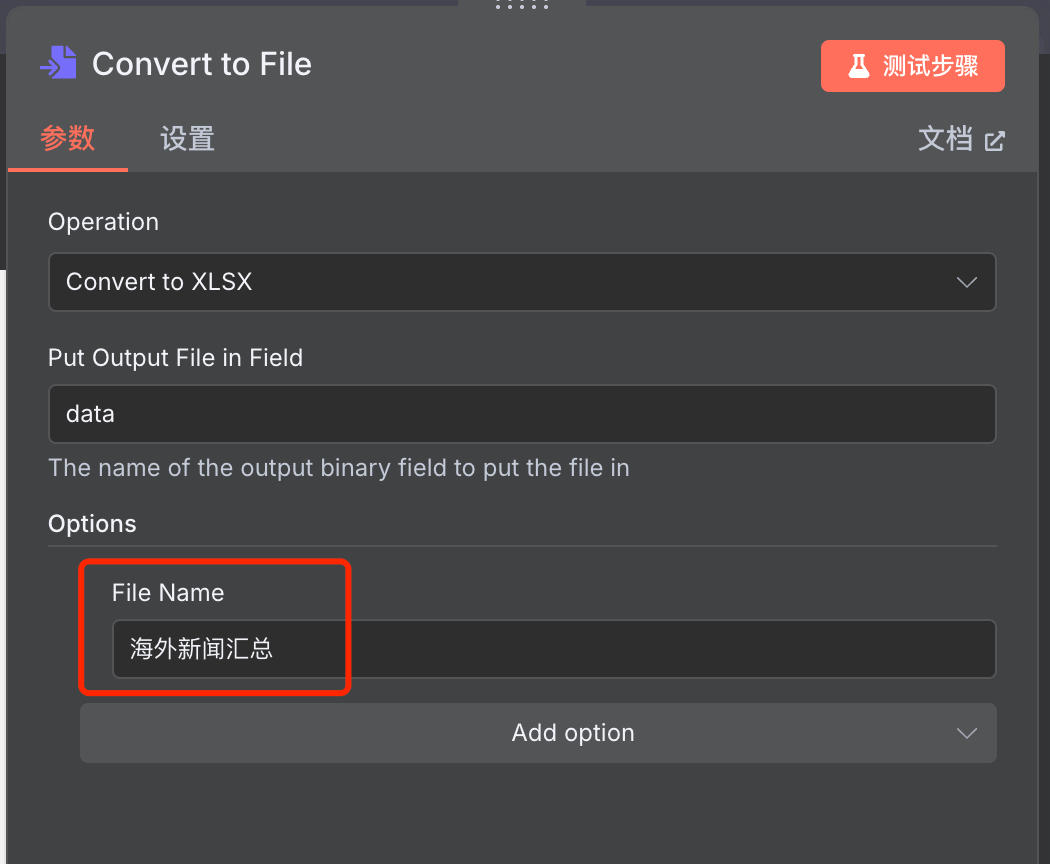 Convert to File
测试步骤
参数
设置
文档
Operation
Convert to XLSX
Put Output File in Field
data
The name of the output binary field to put the file in
Options
File Name
海外新闻汇总
Add option